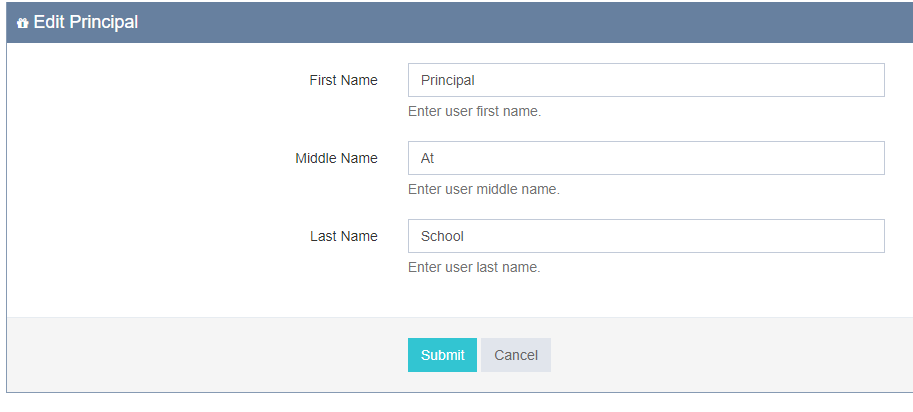 Edit Principal
First Name
Principal
Enter user first name.
Middle Name
At
Enter user middle name.
Last Name
School
Enter user last name.
Submit Cancel